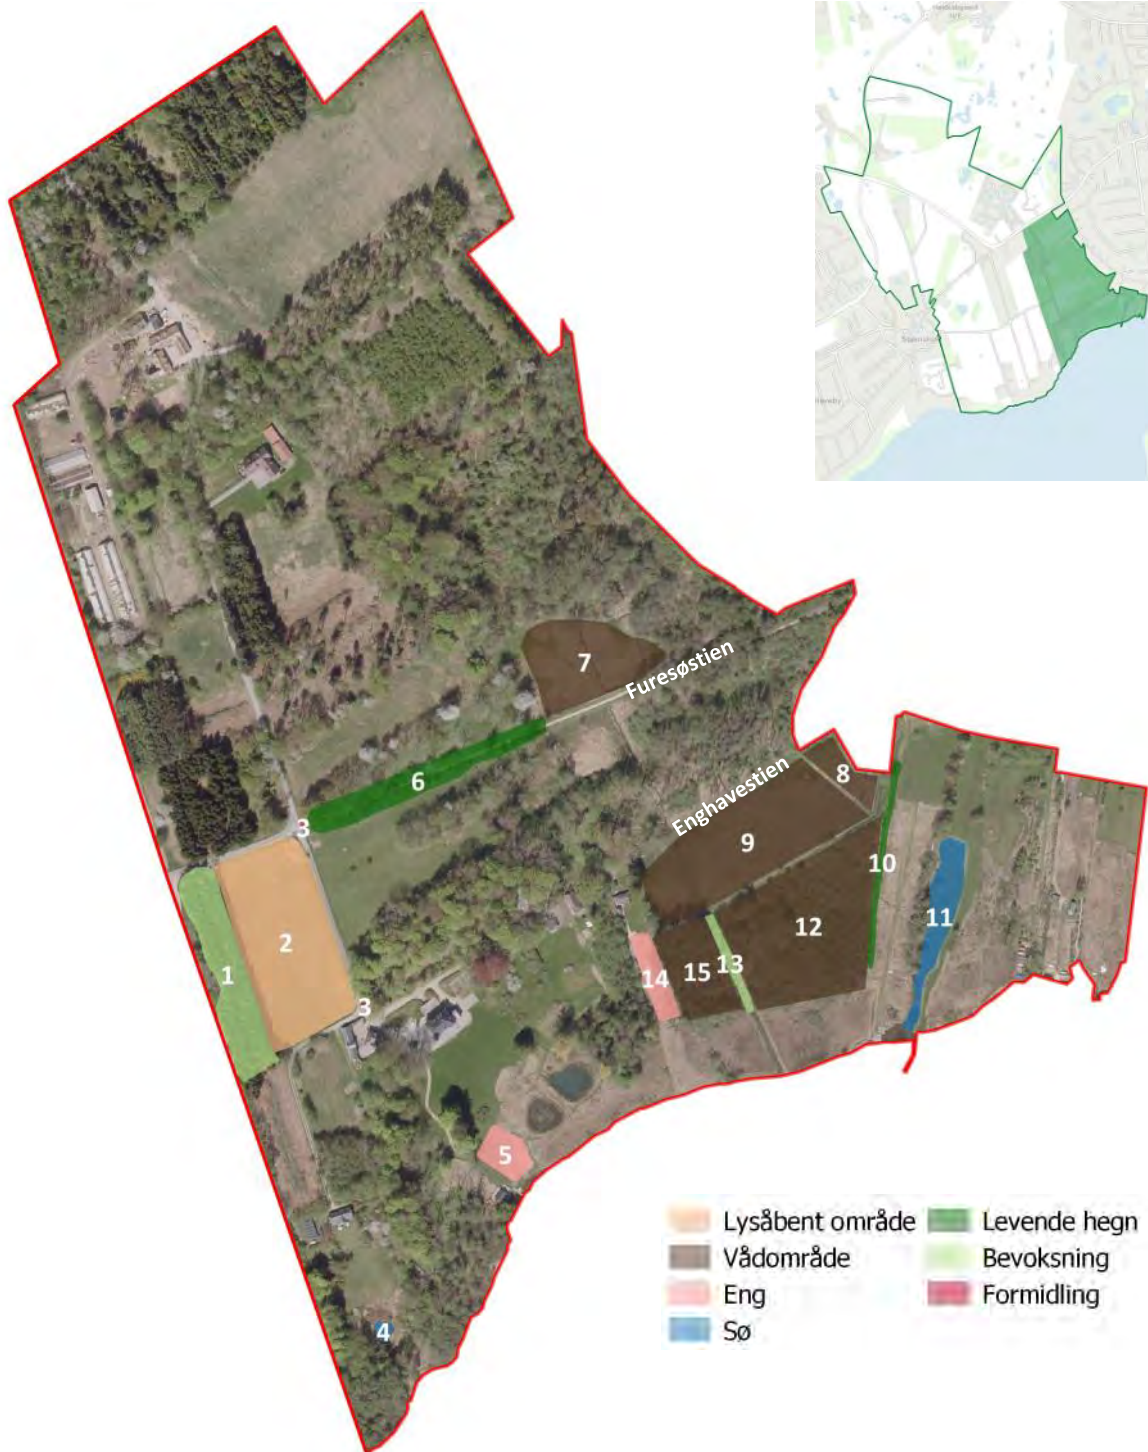 7
Furesøstien
6
3
8
Enghavestien
9
10
11
12
2
1
13
15
14
3
5
4
Lysåbent område
Levende hegn
Vådområde
Bevoksning
Eng
Formidling
Sø